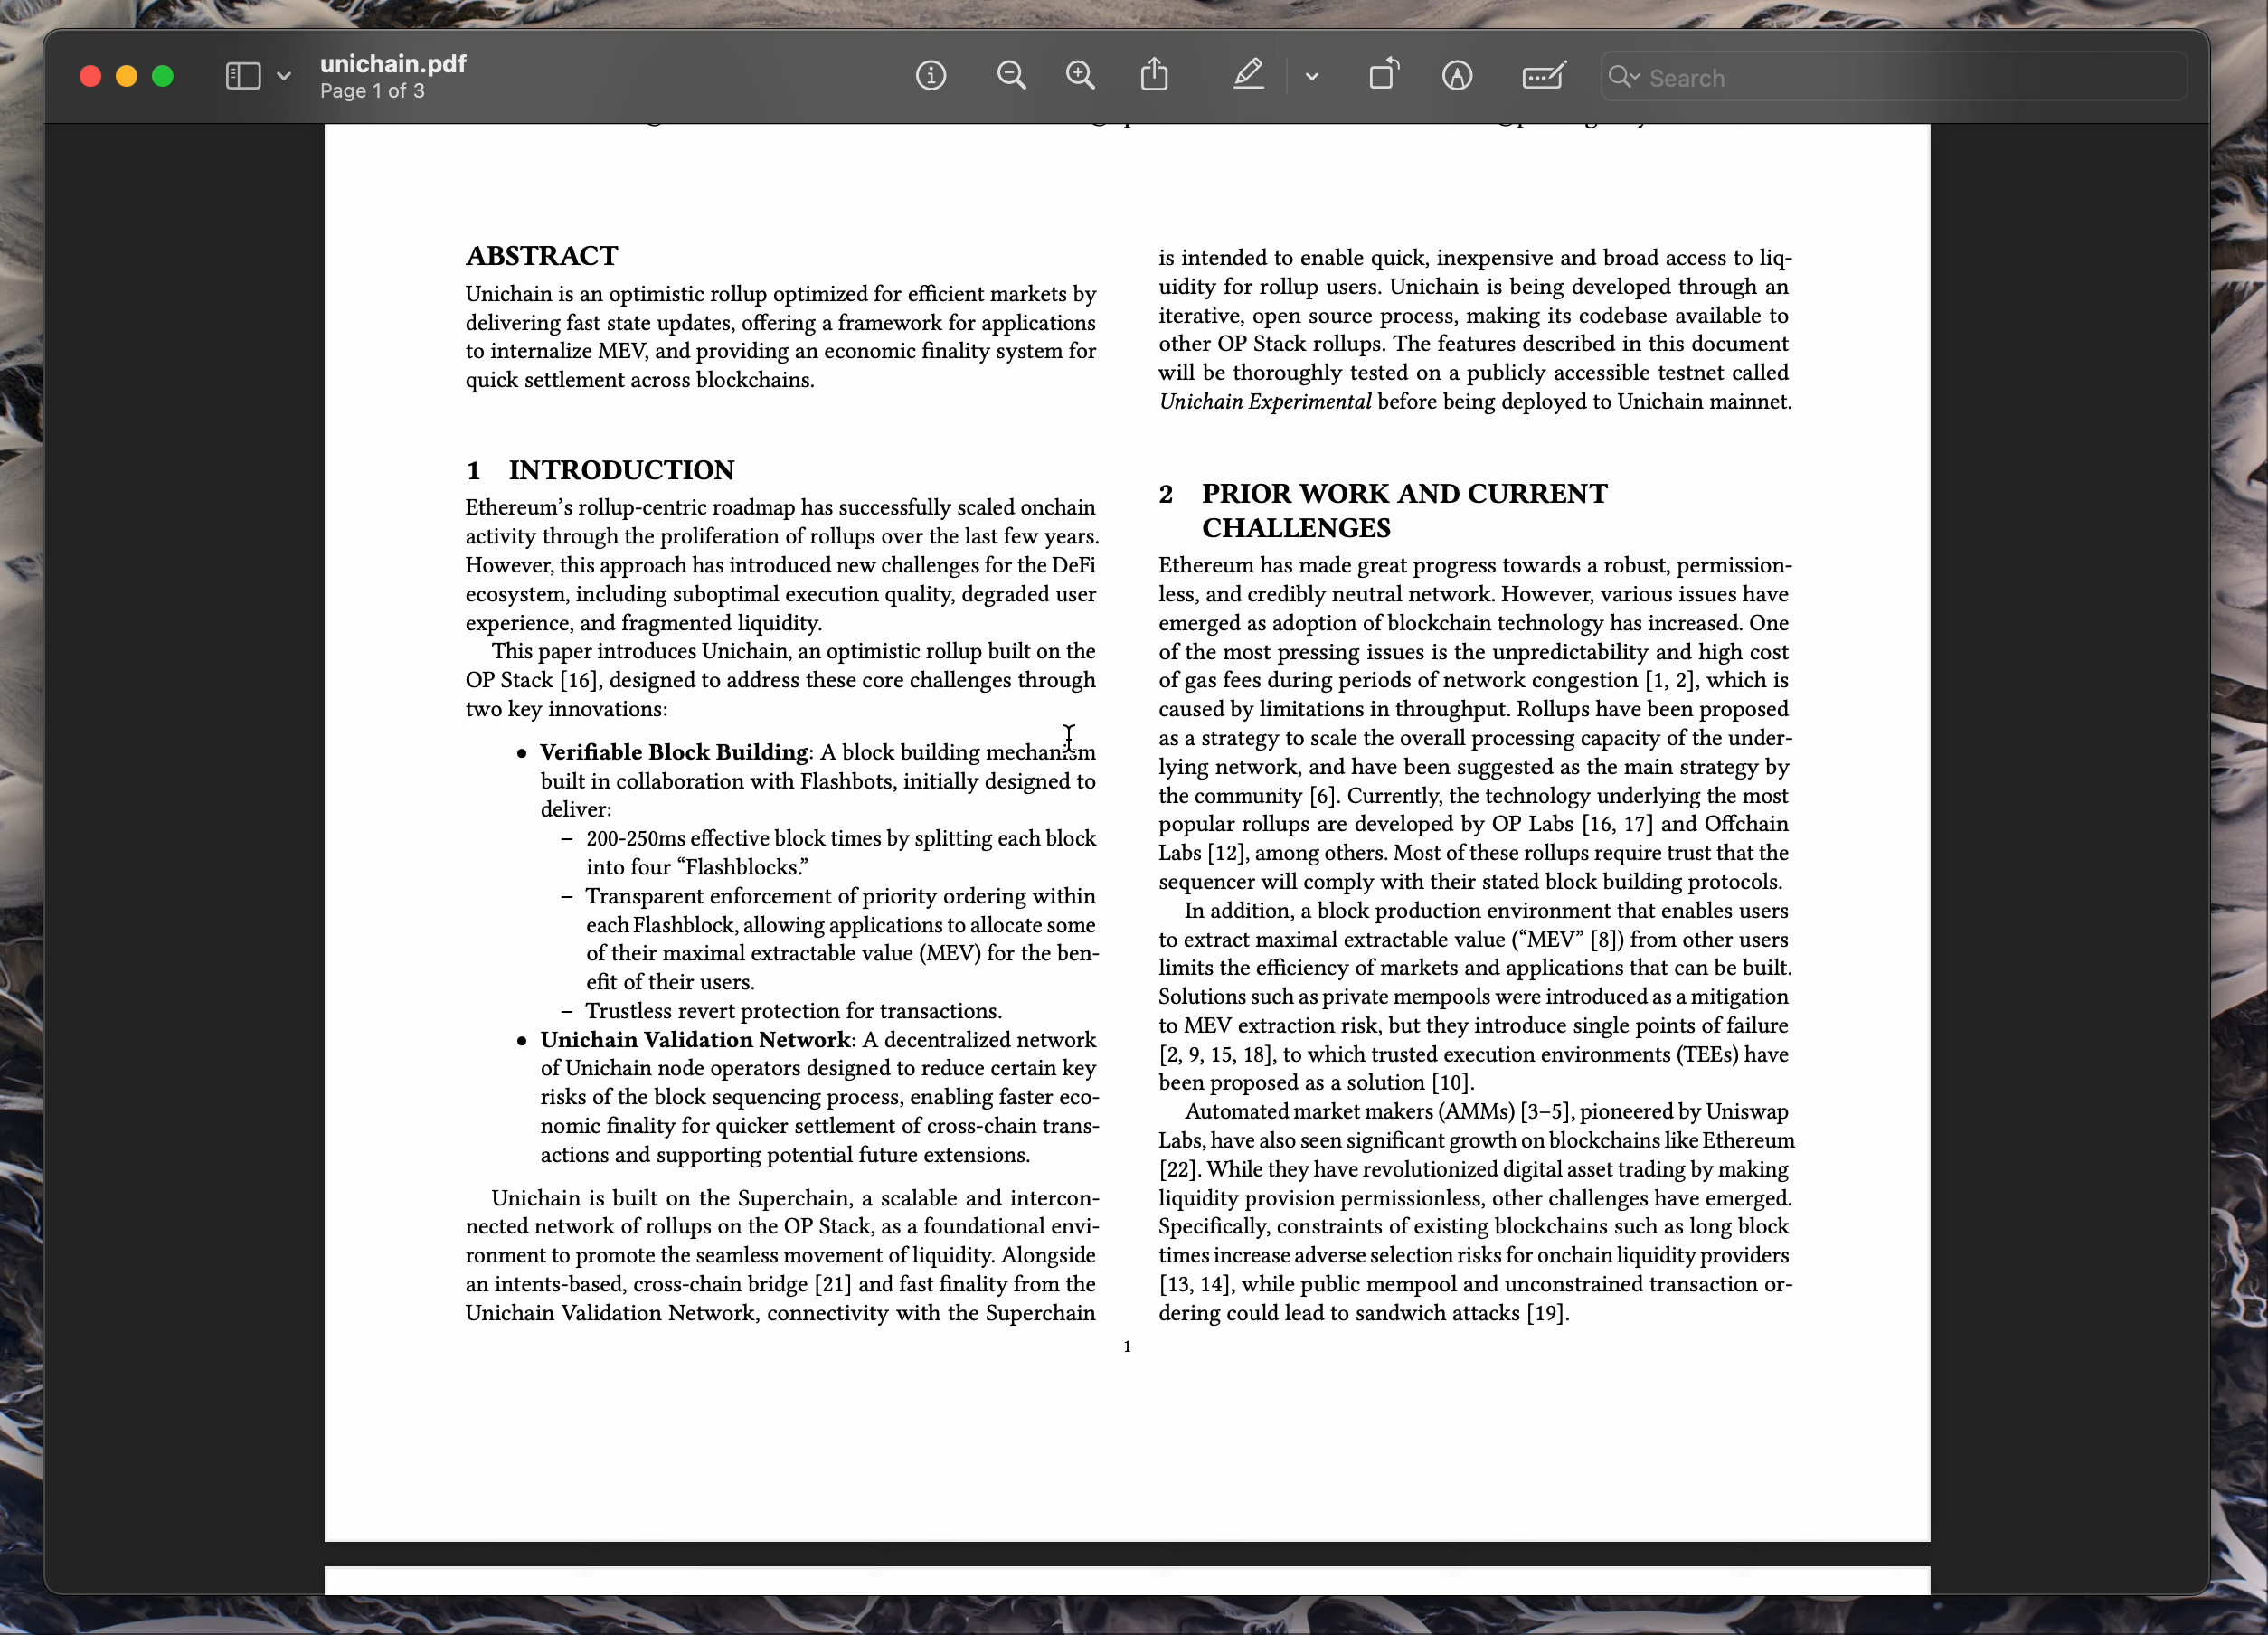 unichain.pdf
Page 1 of 3
Search
ABSTRACT
Unichain is an optimistic rollup optimized for efficient markets by
delivering fast state updates, offering a framework for applications
to internalize MEV, and providing an economic finality system for
quick settlement across blockchains.
1 INTRODUCTION
Ethereum’s rollup-centric roadmap has successfully scaled onchain
activity through the proliferation of rollups over the last few years.
However, this approach has introduced new challenges for the DeFi
ecosystem, including suboptimal execution quality, degraded user
experience, and fragmented liquidity.
This paper introduces Unichain, an optimistic rollup built on the
OP Stack [16], designed to address these core challenges through
two key innovations:
• Verifiable Block Building: A block building mechanism
built in collaboration with Flashbots, initially designed to
deliver:
– 200-250ms effective block times by splitting each block
into four “Flashblocks.”
– Transparent enforcement of priority ordering within
each Flashblock, allowing applications to allocate some
of their maximal extractable value (MEV) for the ben-
efit of their users.
– Trustless revert protection for transactions.
• Unichain Validation Network: A decentralized network
of Unichain node operators designed to reduce certain key
risks of the block sequencing process, enabling faster eco-
nomic finality for quicker settlement of cross-chain trans-
actions and supporting potential future extensions.
Unichain is built on the Superchain, a scalable and intercon-
nected network of rollups on the OP Stack, as a foundational envi-
ronment to promote the seamless movement of liquidity. Alongside
an intents-based, cross-chain bridge [21] and fast finality from the
Unichain Validation Network, connectivity with the Superchain
is intended to enable quick, inexpensive and broad access to liq-
uidity for rollup users. Unichain is being developed through an
iterative, open source process, making its codebase available to
other OP Stack rollups. The features described in this document
will be thoroughly tested on a publicly accessible testnet called
Unichain Experimental before being deployed to Unichain mainnet.
2 PRIOR WORK AND CURRENT
CHALLENGES
Ethereum has made great progress towards a robust, permission-
less, and credibly neutral network. However, various issues have
emerged as adoption of blockchain technology has increased. One
of the most pressing issues is the unpredictability and high cost
of gas fees during periods of network congestion [1, 2], which is
caused by limitations in throughput. Rollups have been proposed
as a strategy to scale the overall processing capacity of the under-
lying network, and have been suggested as the main strategy by
the community [6]. Currently, the technology underlying the most
popular rollups are developed by OP Labs [16, 17] and Offchain
Labs [12], among others. Most of these rollups require trust that the
sequencer will comply with their stated block building protocols.
In addition, a block production environment that enables users
to extract maximal extractable value (“MEV” [8]) from other users
limits the efficiency of markets and applications that can be built.
Solutions such as private mempools were introduced as a mitigation
to MEV extraction risk, but they introduce single points of failure
[2, 9, 15, 18], to which trusted execution environments (TEEs) have
been proposed as a solution [10].
Automated market makers (AMMs) [3–5], pioneered by Uniswap
Labs, have also seen significant growth on blockchains like Ethereum
[22]. While they have revolutionized digital asset trading by making
liquidity provision permissionless, other challenges have emerged.
Specifically, constraints of existing blockchains such as long block
times increase adverse selection risks for onchain liquidity providers
[13, 14], while public mempool and unconstrained transaction or-
dering could lead to sandwich attacks [19].
1